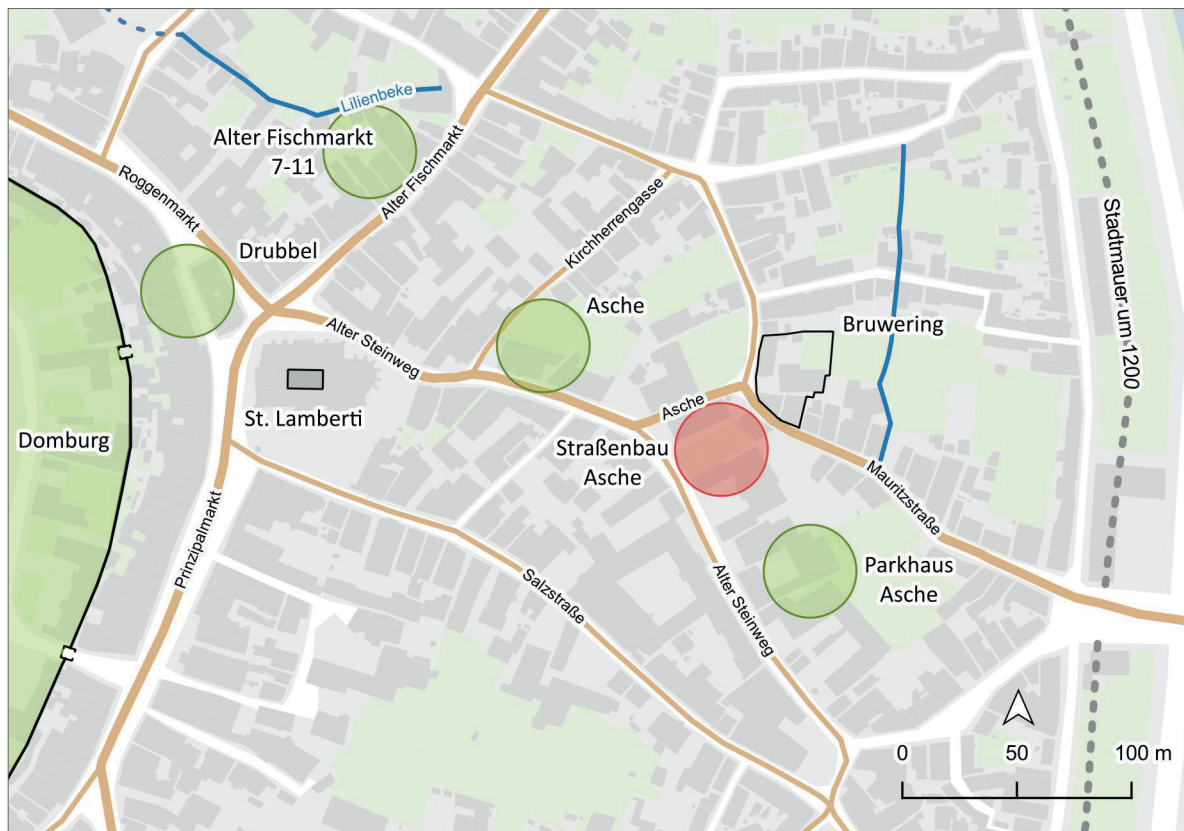 Lilienbeke
Alter Fischmarkt
7-11
Alter Fischmarkt
Roggenmarkt
Drubbel
Kirchherrengasse
Asche
Alter Steinweg
Bruwering
Stadtmauer um 1200
St. Lamberti
Domburg
Asche
Straßenbau
Asche
Mauritzstraße
Prinzipalmarkt
Salzstraße
Alter Steinweg
Parkhaus
Asche
0 50 100 m